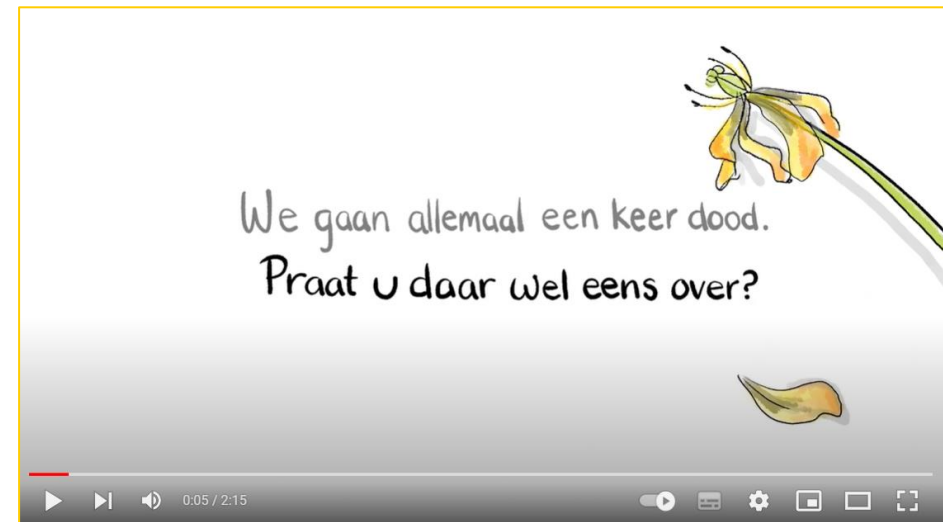 We gaan allemaal een keer dood.
Praat u daar wel eens over?
0:05 / 2:15